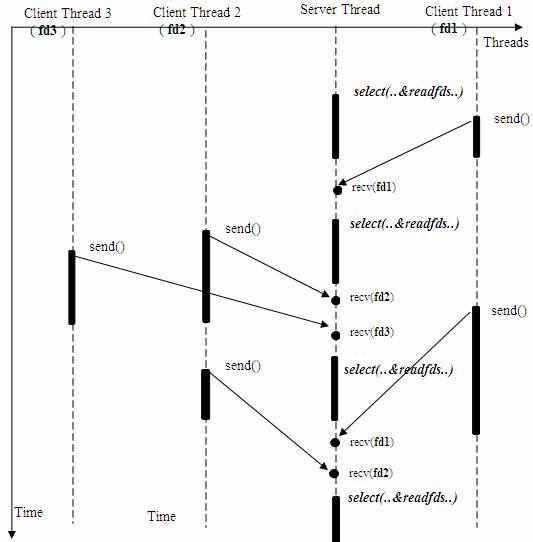 Client Thread 3
( fd3 )
Client Thread 2
( fd2 )
Server Thread
Client Thread 1
( fd1 )
Threads
select(..&readfds..)
send()
recv(fd1)
select(..&readfds..)
send()
send()
recv(fd2)
send()
recv(fd3)
send()
select(..&readfds..)
recv(fd1)
recv(fd2)
select(..&readfds..)
Time
Time